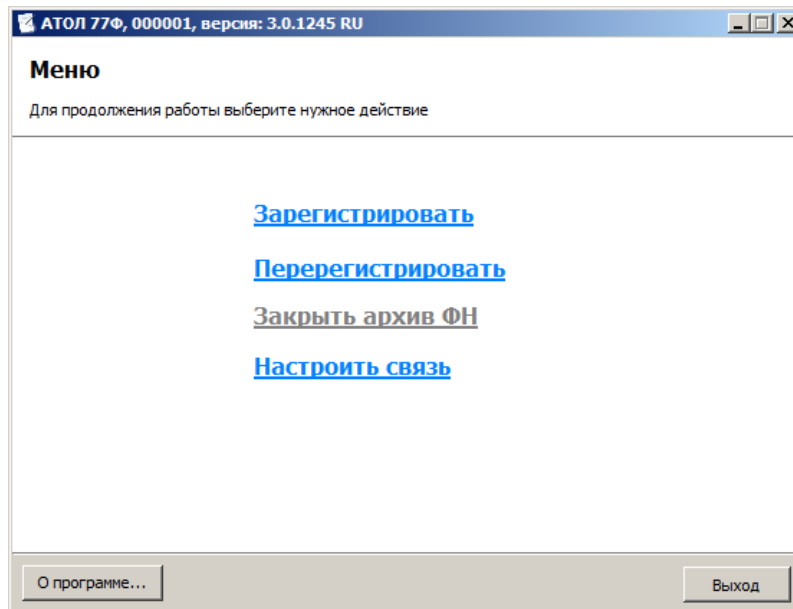 АТОЛ 77Ф, 000001, версия: 3.0.1245 RU
Меню
Для продолжения работы выберите нужное действие
Зарегистрировать
Перерегистрировать
Закрыть архив ФН
Настроить связь
О программе...
Выход